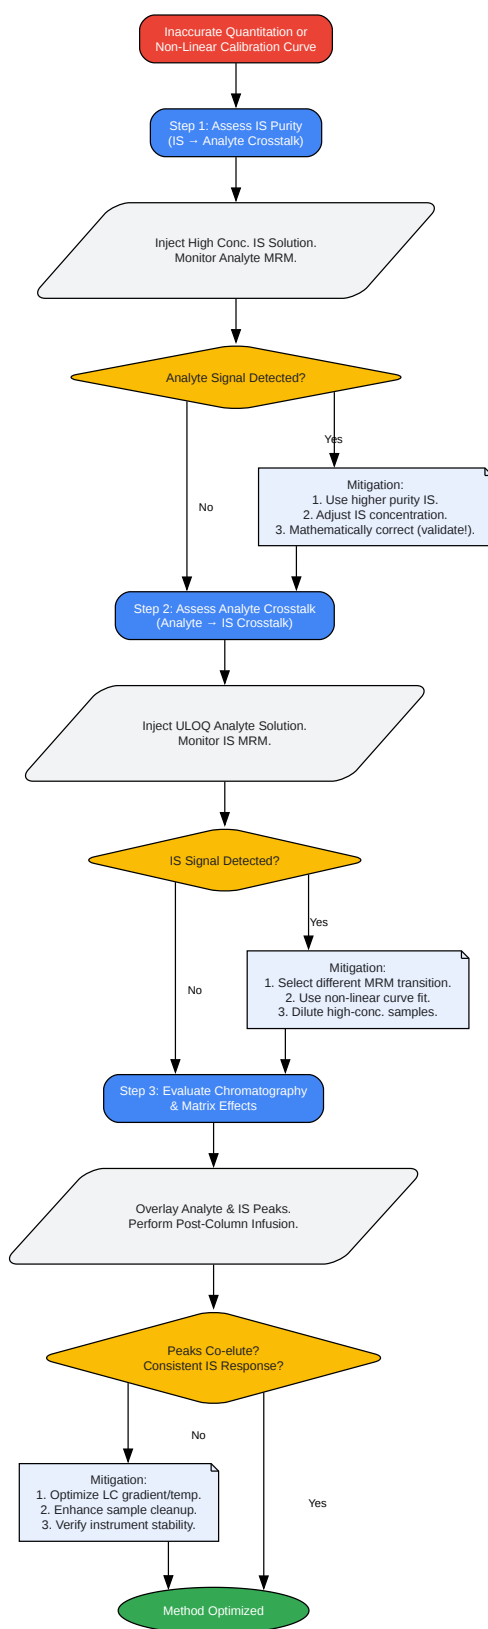 Inaccurate Quantitation or
Non-Linear Calibration Curve
Step 1: Assess IS Purity
(IS → Analyte Crosstalk)
Inject High Conc. IS Solution.
Monitor Analyte MRM.
Analyte Signal Detected?
Yes
Mitigation:
1. Use higher purity IS.
2. Adjust IS concentration.
3. Mathematically correct (validate!).
No
Step 2: Assess Analyte Crosstalk
(Analyte → IS Crosstalk)
Inject ULOQ Analyte Solution.
Monitor IS MRM.
IS Signal Detected?
Yes
Mitigation:
1. Select different MRM transition.
2. Use non-linear curve fit.
3. Dilute high-conc. samples.
No
Step 3: Evaluate Chromatography
& Matrix Effects
Overlay Analyte & IS Peaks.
Perform Post-Column Infusion.
Peaks Co-elute?
Consistent IS Response?
No
Mitigation:
1. Optimize LC gradient/temp.
2. Enhance sample cleanup.
3. Verify instrument stability.
Yes
Method Optimized